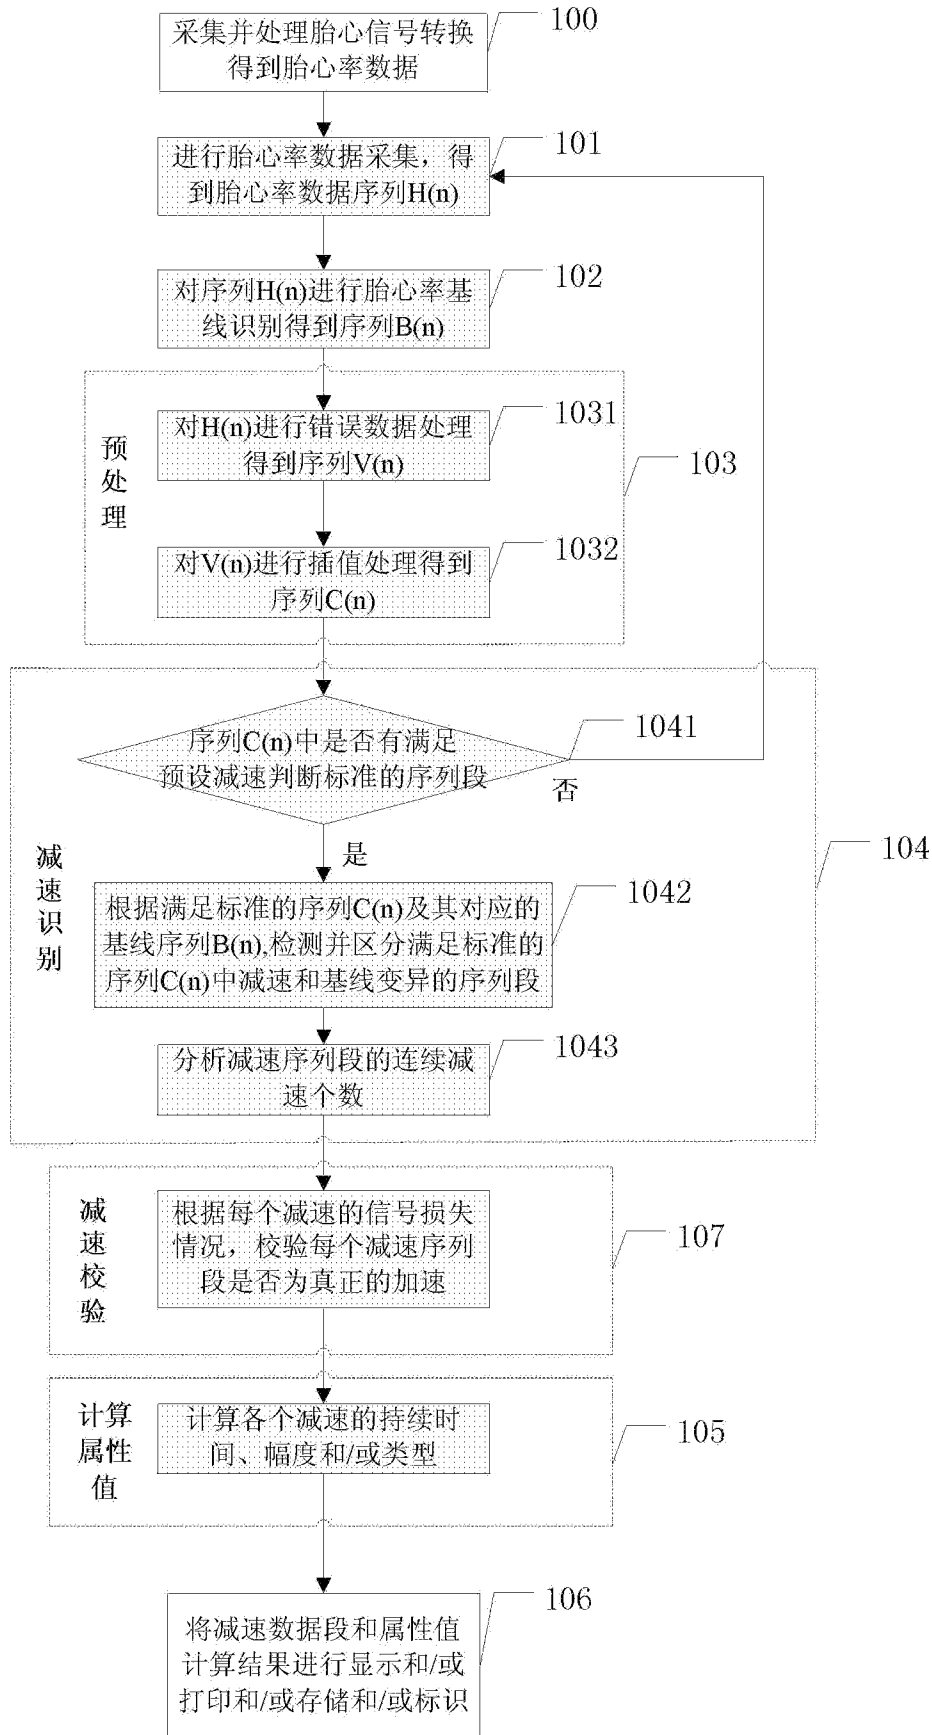 采集并处理胎心信号转换
得到胎心率数据
100
进行胎心率数据采集，得
到胎心率数据序列H(n)
101
对序列H(n)进行胎心率基
线识别得到序列B(n)
102
预处理
对H(n)进行错误数据处理
得到序列V(n)
1031
103
对V(n)进行插值处理得到
序列C(n)
1032
序列C(n)中是否有满足
预设减速判断标准的序列段
1041
否
是
减速识别
104
根据满足标准的序列C(n)及其对应的
基线序列B(n),检测并区分满足标准的
序列C(n)中减速和基线变异的序列段
1042
分析减速序列段的连续减
速个数
1043
减速校验
根据每个减速的信号损失
情况，校验每个减速序列
段是否为真正的加速
107
计算
属性
值
计算各个减速的持续时
间、幅度和/或类型
105
将减速数据段和属性值
计算结果进行显示和/或
打印和/或存储和/或标识
106